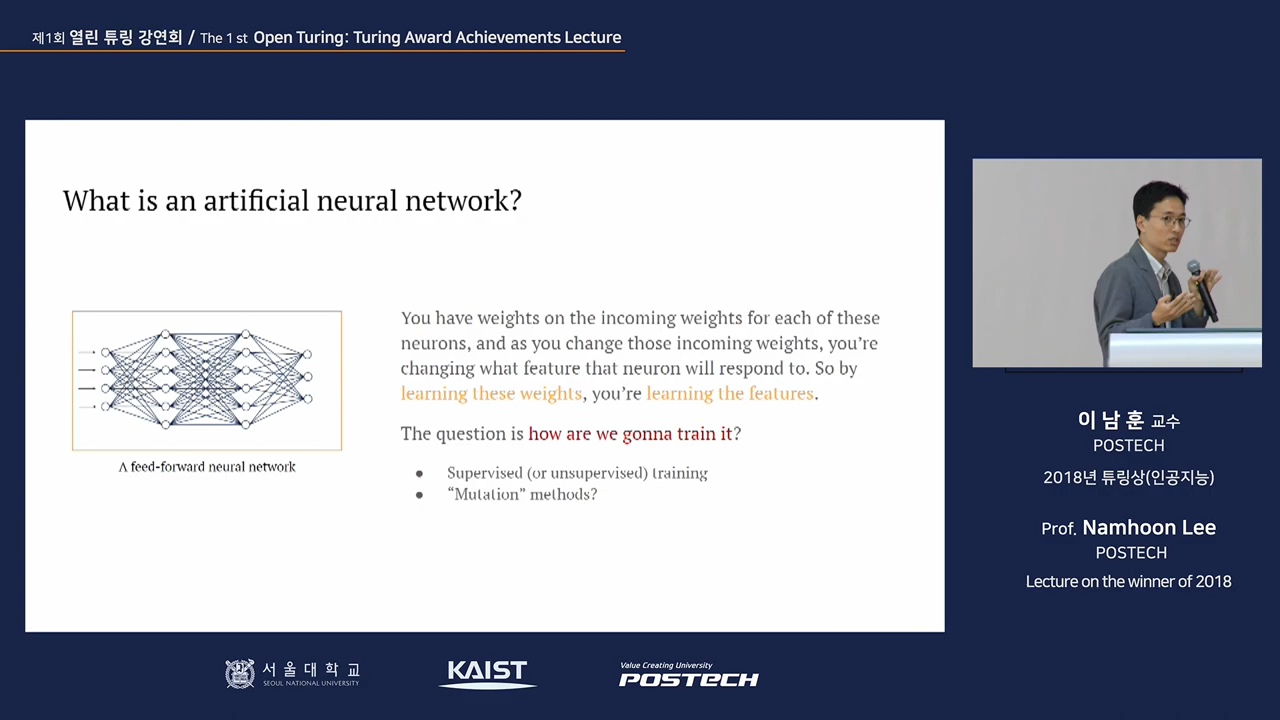 제1회 열린 튜링 강연회 / The 1 st Open Turing: Turing Award Achievements Lecture
What is an artificial neural network?
You have weights on the incoming weights for each of these
neurons, and as you change those incoming weights, you're
changing what feature that neuron will respond to. So by
learning these weights, you're learning the features.
The question is how are we gonna train it?
● Supervised (or unsupervised) training
● “Mutation” methods?
A feed-forward neural network
이 남 훈 교수
POSTECH
2018년 튜링상(인공지능)
Prof. Namhoon Lee
POSTECH
Lecture on the winner of 2018
서울대학교
SEOUL NATIONAL UNIVERSITY
KAIST
Value Creating University
POSTECH